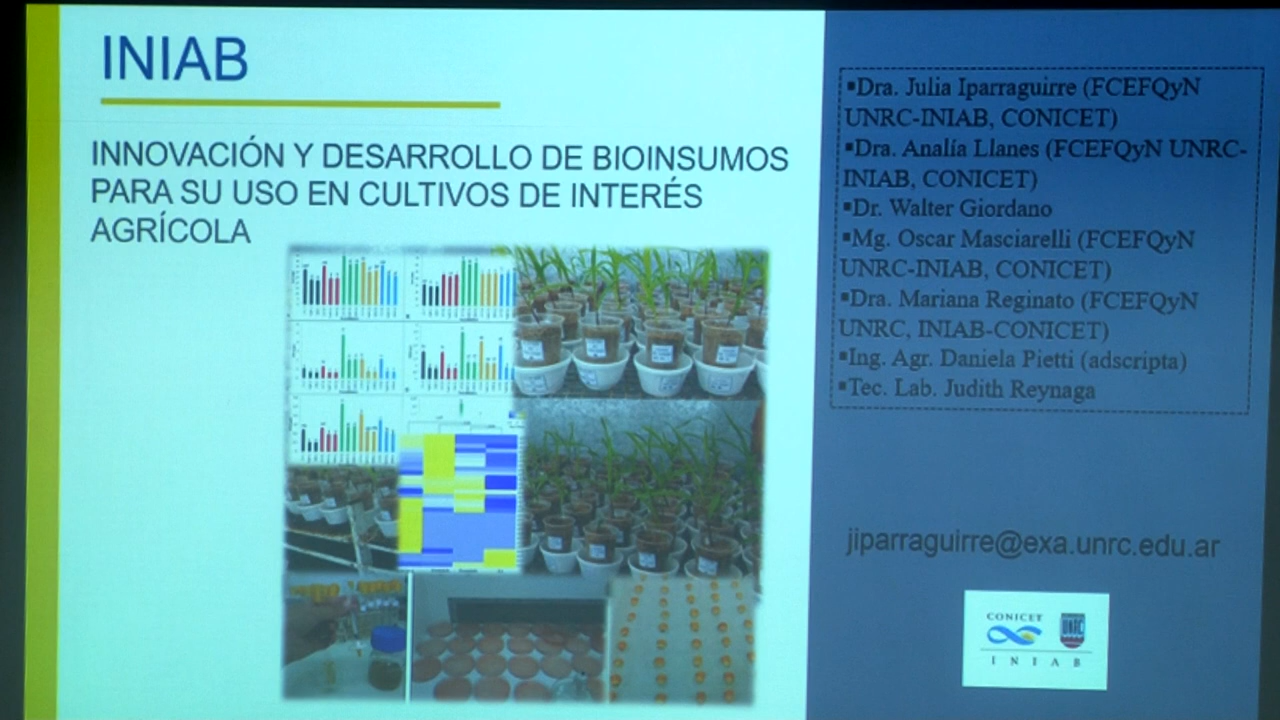 INIAB
INNOVACIÓN Y DESARROLLO DE BIOINSUMOS
PARA SU USO EN CULTIVOS DE INTERÉS
AGRÍCOLA
▪Dra. Julia Iparraguirre (FCEFQyN
UNRC-INIAB, CONICET)
▪Dra. Analía Llanes (FCEFQyN UNRC-
INIAB, CONICET)
▪Dr. Walter Giordano
▪Mg. Oscar Masciarelli (FCEFQyN
UNRC-INIAB, CONICET)
▪Dra. Mariana Reginato (FCEFQyN
UNRC, INIAB-CONICET)
▪Ing. Agr. Daniela Pietti (adscripta)
▪Tec. Lab. Judith Reynaga
jiparraguirre@exa.unrc.edu.ar
CONICET
UNRC
INIAB